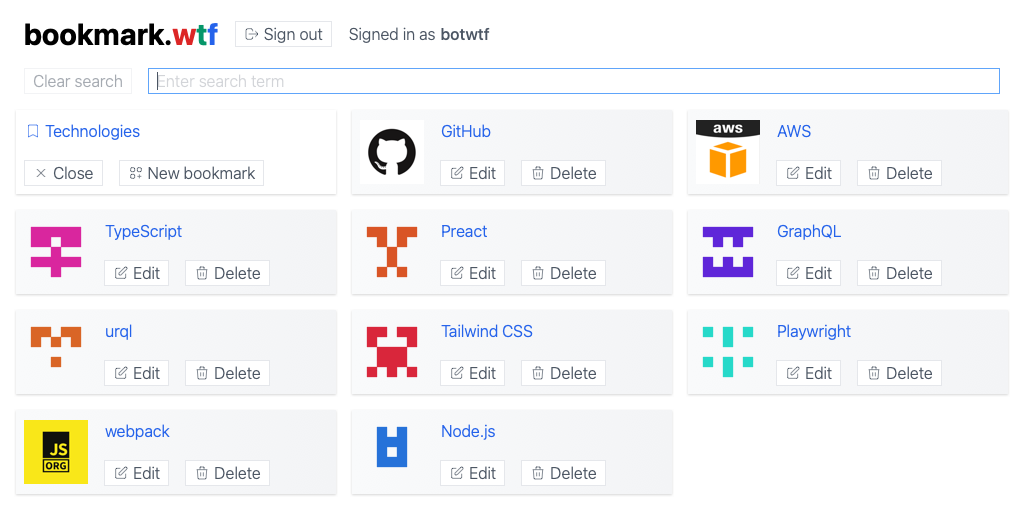 bookmark.wtf Sign out Signed in as botwtf
Clear search Enter search term
Technologies
Close New bookmark
GitHub
Edit Delete
aws
AWS
Edit Delete
TypeScript
Edit Delete
Preact
Edit Delete
GraphQL
Edit Delete
urql
Edit Delete
Tailwind CSS
Edit Delete
Playwright
Edit Delete
JS
ORG
webpack
Edit Delete
Node.js
Edit Delete